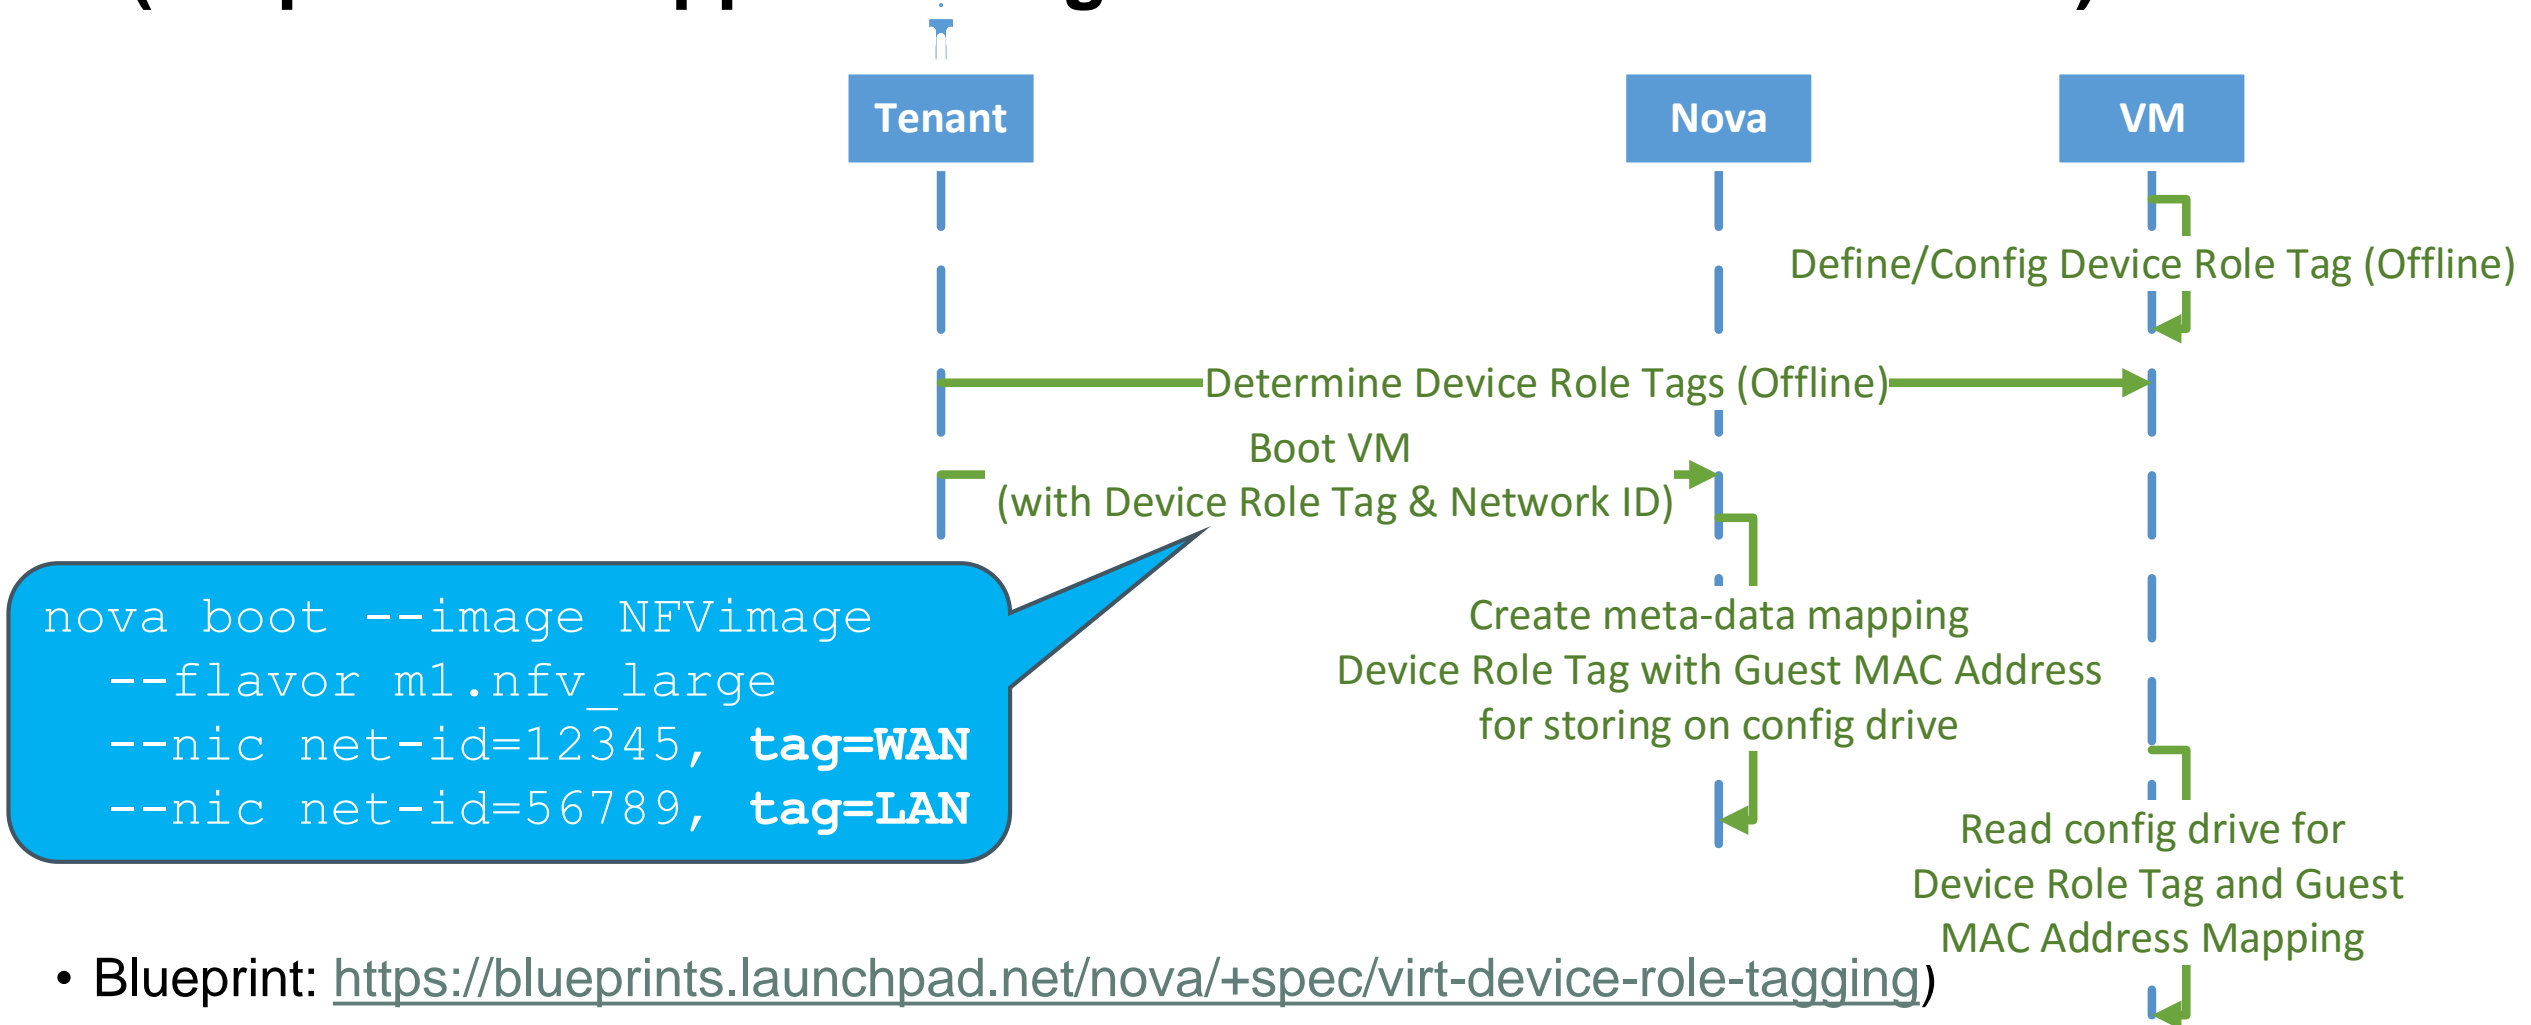 Tenant
Nova
VM
Define/Config Device Role Tag (Offline)
Determine Device Role Tags (Offline)
Boot VM
(with Device Role Tag & Network ID)
nova boot --image NFVimage
--flavor m1.nfv_large
--nic net-id=12345, tag=WAN
--nic net-id=56789, tag=LAN
Create meta-data mapping
Device Role Tag with Guest MAC Address
for storing on config drive
Read config drive for
Device Role Tag and Guest
MAC Address Mapping
• Blueprint: https://blueprints.launchpad.net/nova/+spec/virt-device-role-tagging)